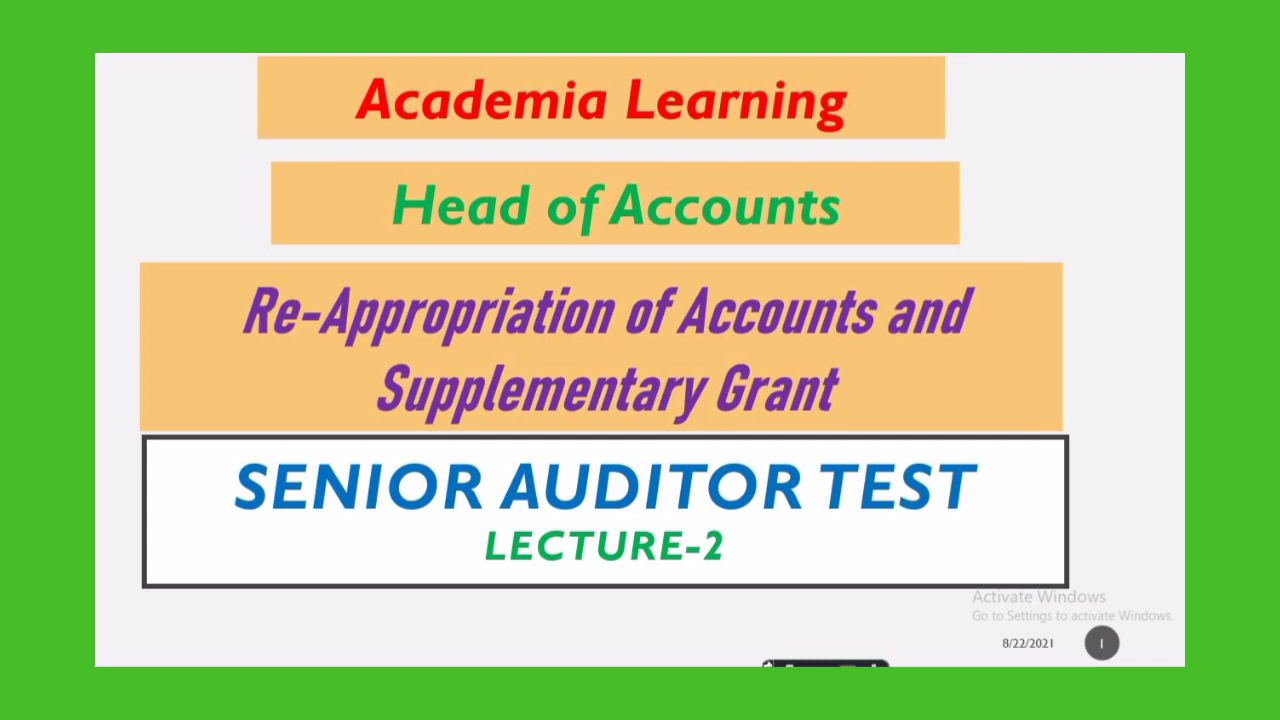 Academia Learning
Head of Accounts
Re-Appropriation of Accounts and
Supplementary Grant
SENIOR AUDITOR TEST
LECTURE-2
Activate Windows
Go to Settings to activate Windows.
8/22/2021
1